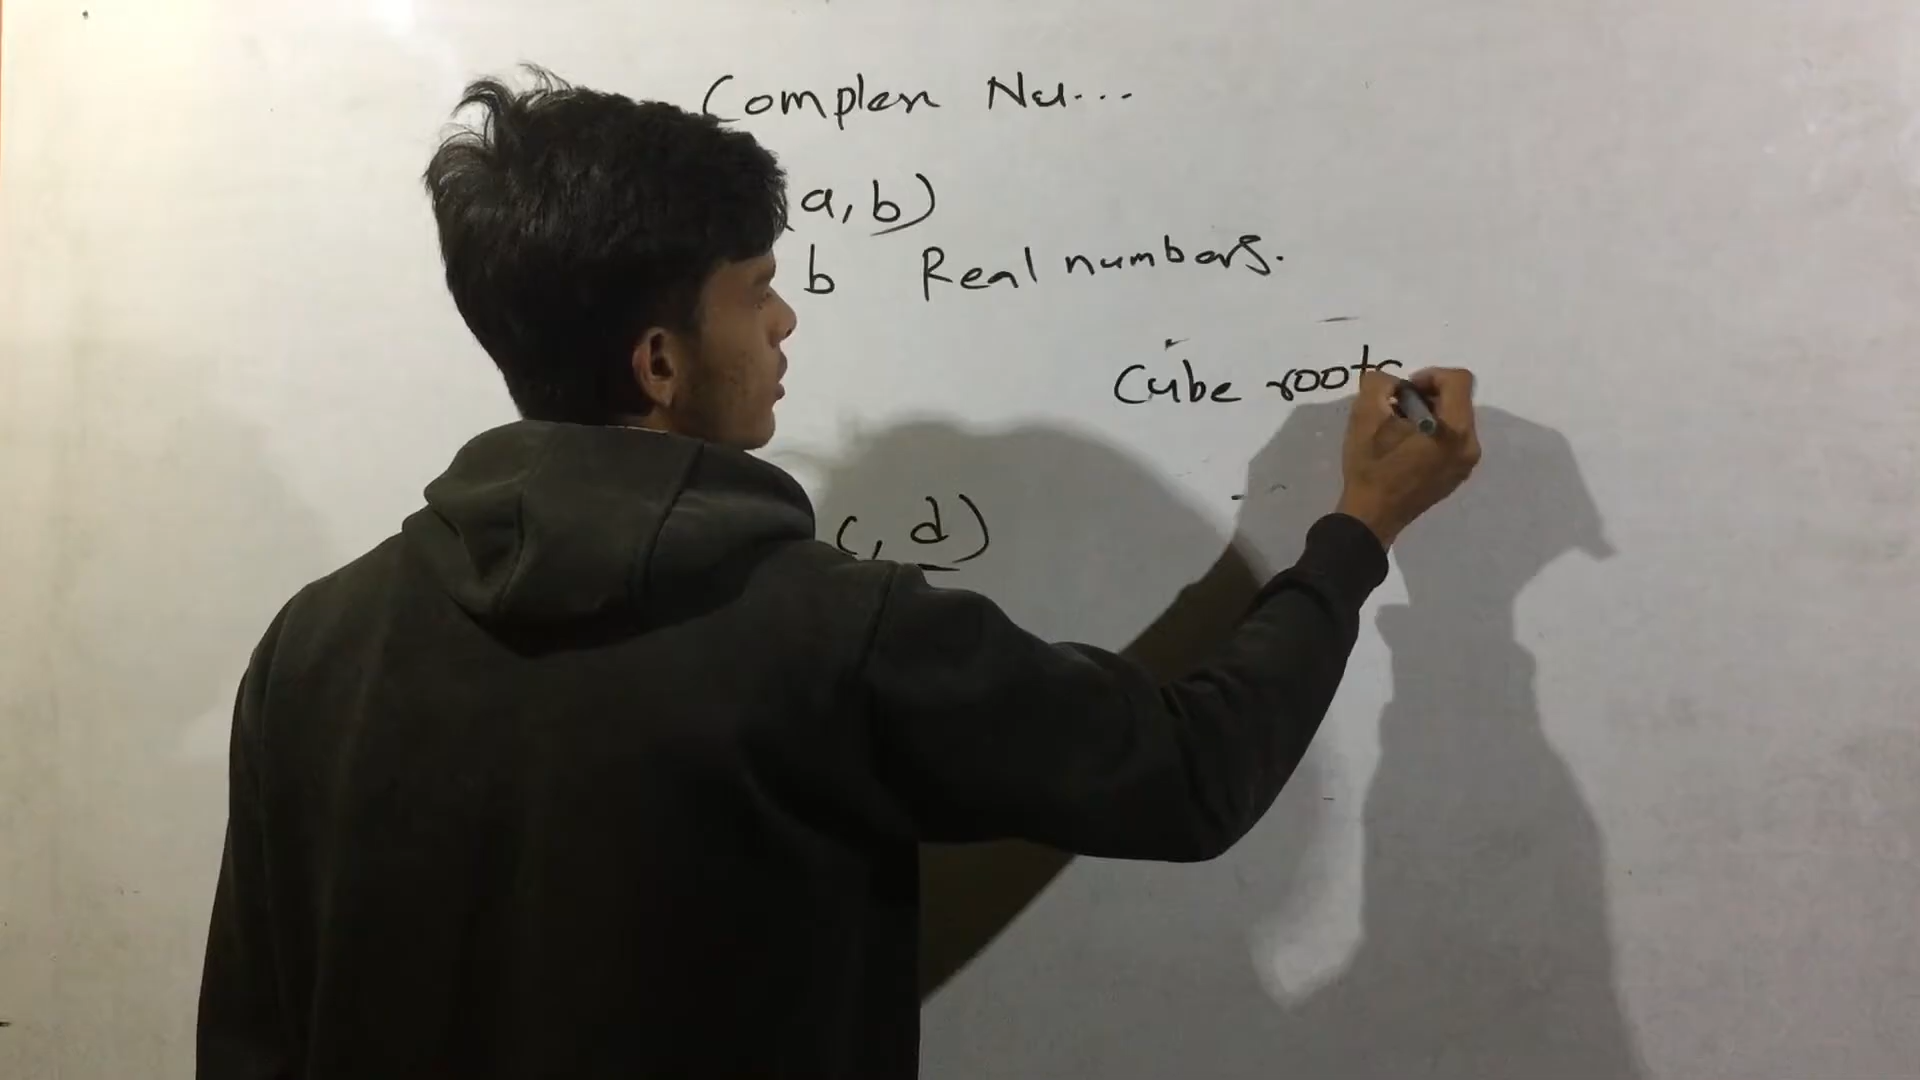 Complex Nu...
(a, b)
b Real numbers.
Cube roots
c, d)